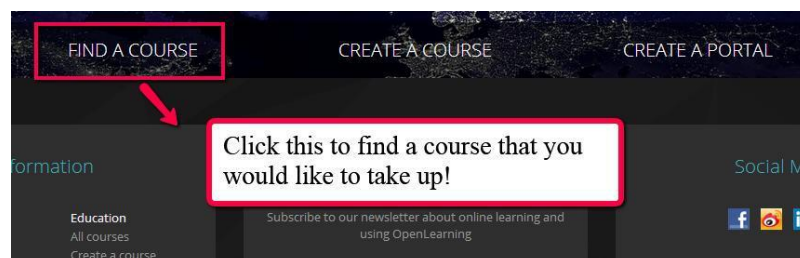 FIND A COURSE
CREATE A COURSE
CREATE A PORTAL
Click this to find a course that you
would like to take up!
formation
Social M
Education
All courses
Create a course
Subscribe to our newsletter about online learning and
using OpenLearning